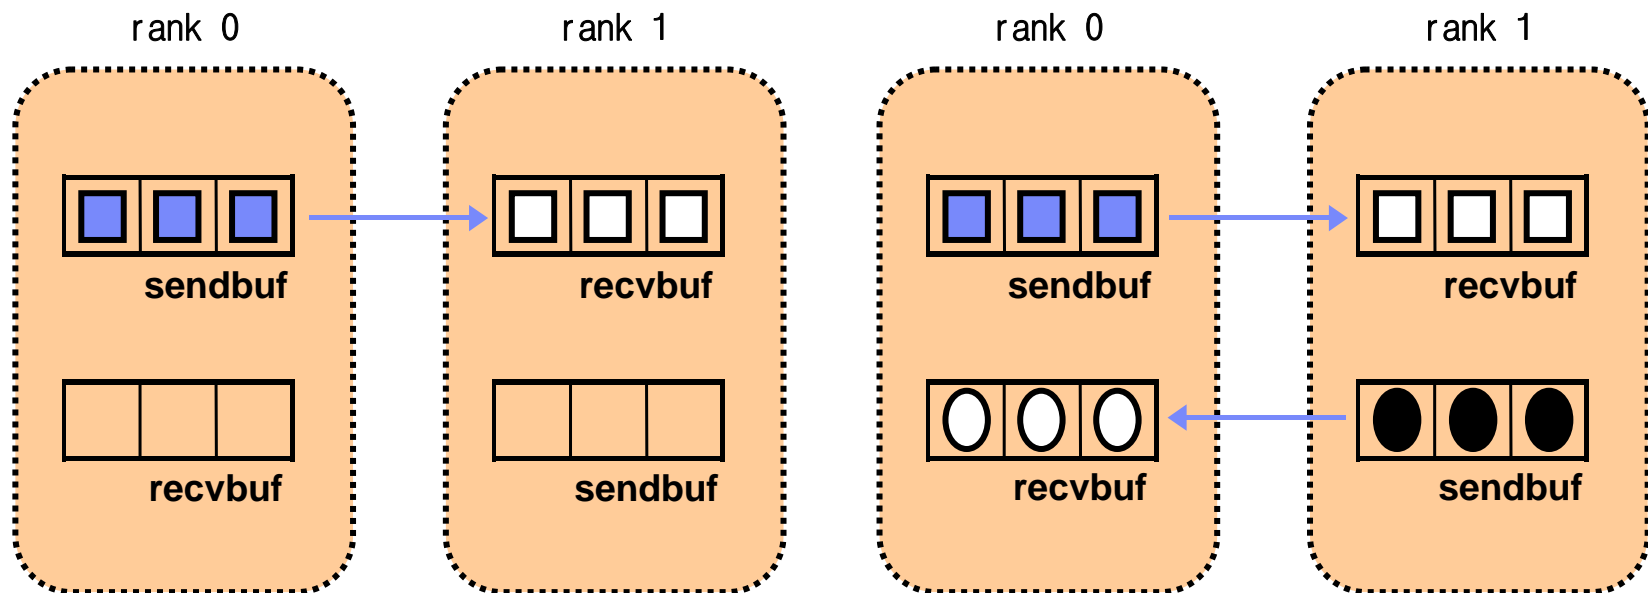 rank 0
rank 1
rank 0
rank 1
sendbuf
recvbuf
sendbuf
recvbuf
recvbuf
sendbuf
recvbuf
sendbuf